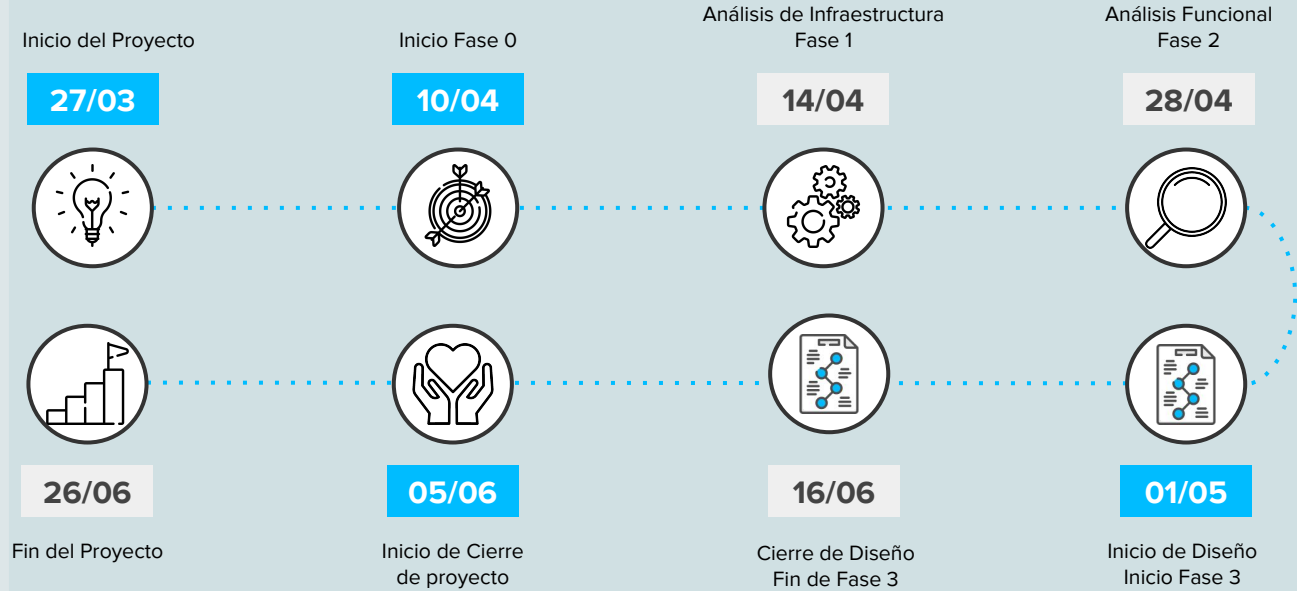 Inicio del Proyecto
27/03
Inicio Fase 0
10/04
Análisis de Infraestructura
Fase 1
14/04
Análisis Funcional
Fase 2
28/04
26/06
Fin del Proyecto
05/06
Inicio de Cierre
de proyecto
16/06
Cierre de Diseño
Fin de Fase 3
01/05
Inicio de Diseño
Inicio Fase 3